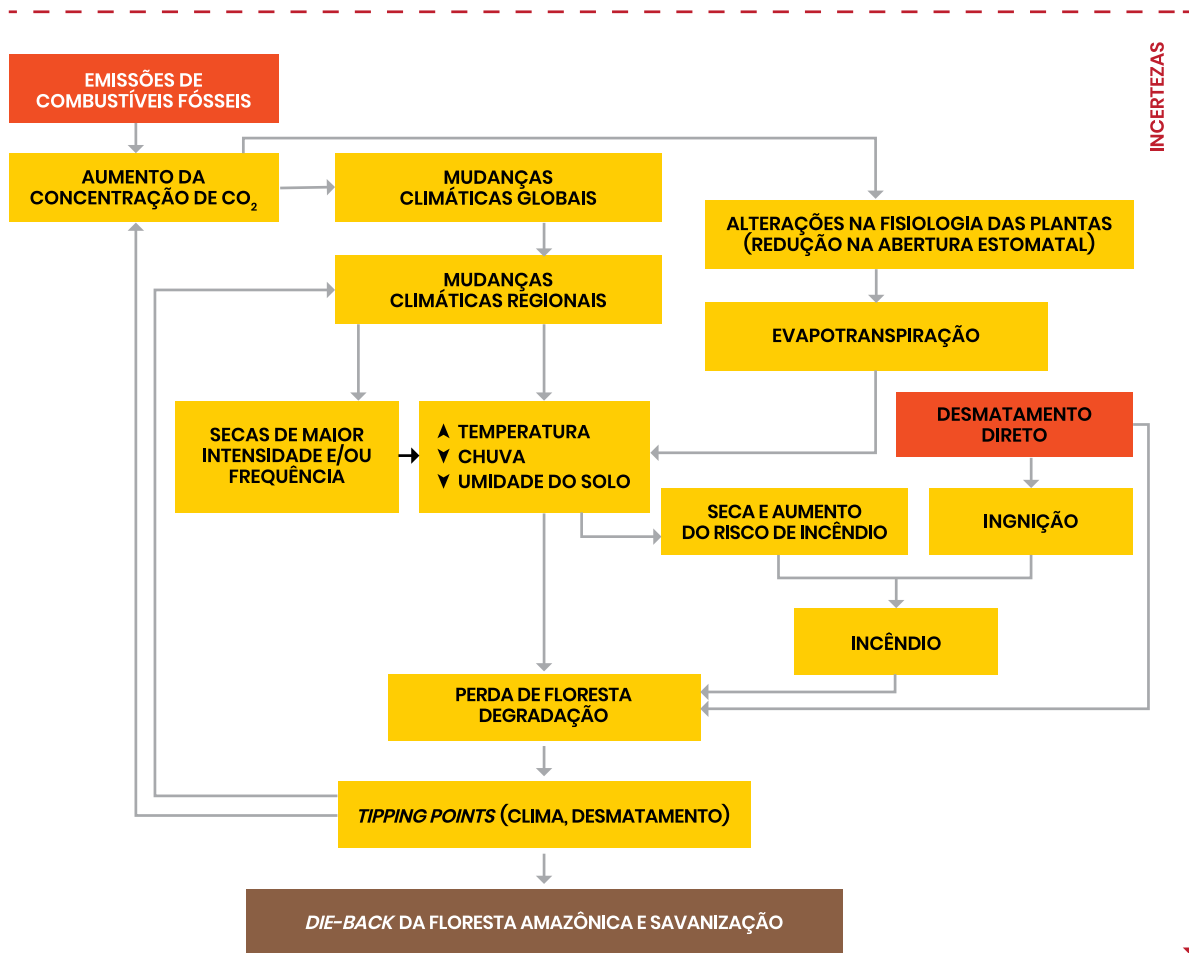 INCERTEZAS
EMISSÕES DE
COMBUSTÍVEIS FÓSSEIS
AUMENTO DA
CONCENTRAÇÃO DE CO₂
MUDANÇAS
CLIMÁTICAS GLOBAIS
ALTERAÇÕES NA FISIOLOGIA DAS PLANTAS
(REDUÇÃO NA ABERTURA ESTOMATAL)
MUDANÇAS
CLIMÁTICAS REGIONAIS
EVAPOTRANSPIRAÇÃO
DESMATAMENTO
DIRETO
SECAS DE MAIOR
INTENSIDADE E/OU
FREQUÊNCIA
TEMPERATURA
CHUVA
UMIDADE DO SOLO
SECA E AUMENTO
DO RISCO DE INCÊNDIO
INGNIÇÃO
INCÊNDIO
PERDA DE FLORESTA
DEGRADAÇÃO
TIPPING POINTS (CLIMA, DESMATAMENTO)
DIE-BACK DA FLORESTA AMAZÔNICA E SAVANIZAÇÃO